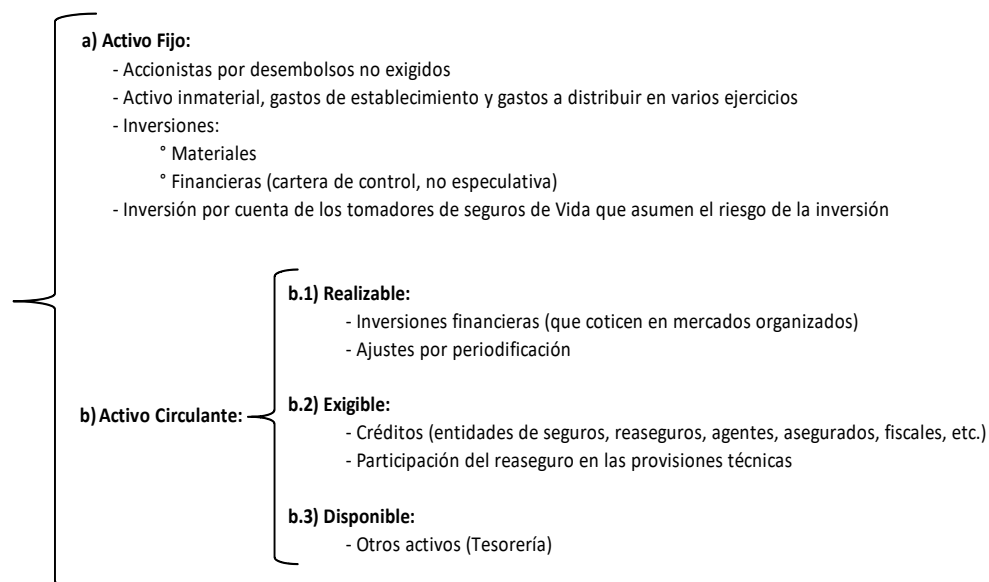 a) Activo Fijo:
- Accionistas por desembolsos no exigidos
- Activo inmaterial, gastos de establecimiento y gastos a distribuir en varios ejercicios
- Inversiones:
° Materiales
° Financieras (cartera de control, no especulativa)
- Inversión por cuenta de los tomadores de seguros de Vida que asumen el riesgo de la inversión
b) Activo Circulante:
b.1) Realizable:
- Inversiones financieras (que coticen en mercados organizados)
- Ajustes por periodificación
b.2) Exigible:
- Créditos (entidades de seguros, reaseguros, agentes, asegurados, fiscales, etc.)
- Participación del reaseguro en las provisiones técnicas
b.3) Disponible:
- Otros activos (Tesorería)